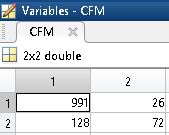 Variables - CFM
CFM
2x2 double
1 2
1 991 26
2 128 72